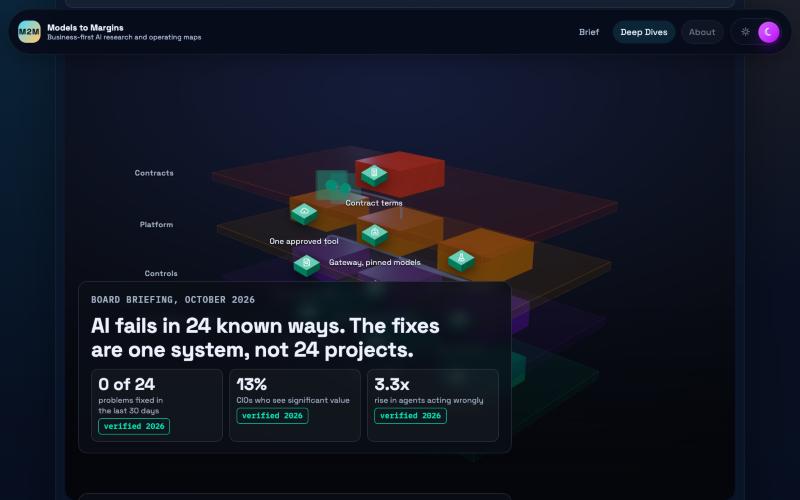 M2M
Models to Margins
Business-first AI research and operating maps
Brief
Deep Dives
About
Contracts
Contract terms
Platform
One approved tool
Gateway, pinned models
Controls
BOARD BRIEFING, OCTOBER 2026
AI fails in 24 known ways. The fixes
are one system, not 24 projects.
0 of 24
problems fixed in
the last 30 days
verified 2026
13%
CIOs who see significant value
verified 2026
3.3x
rise in agents acting wrongly
verified 2026